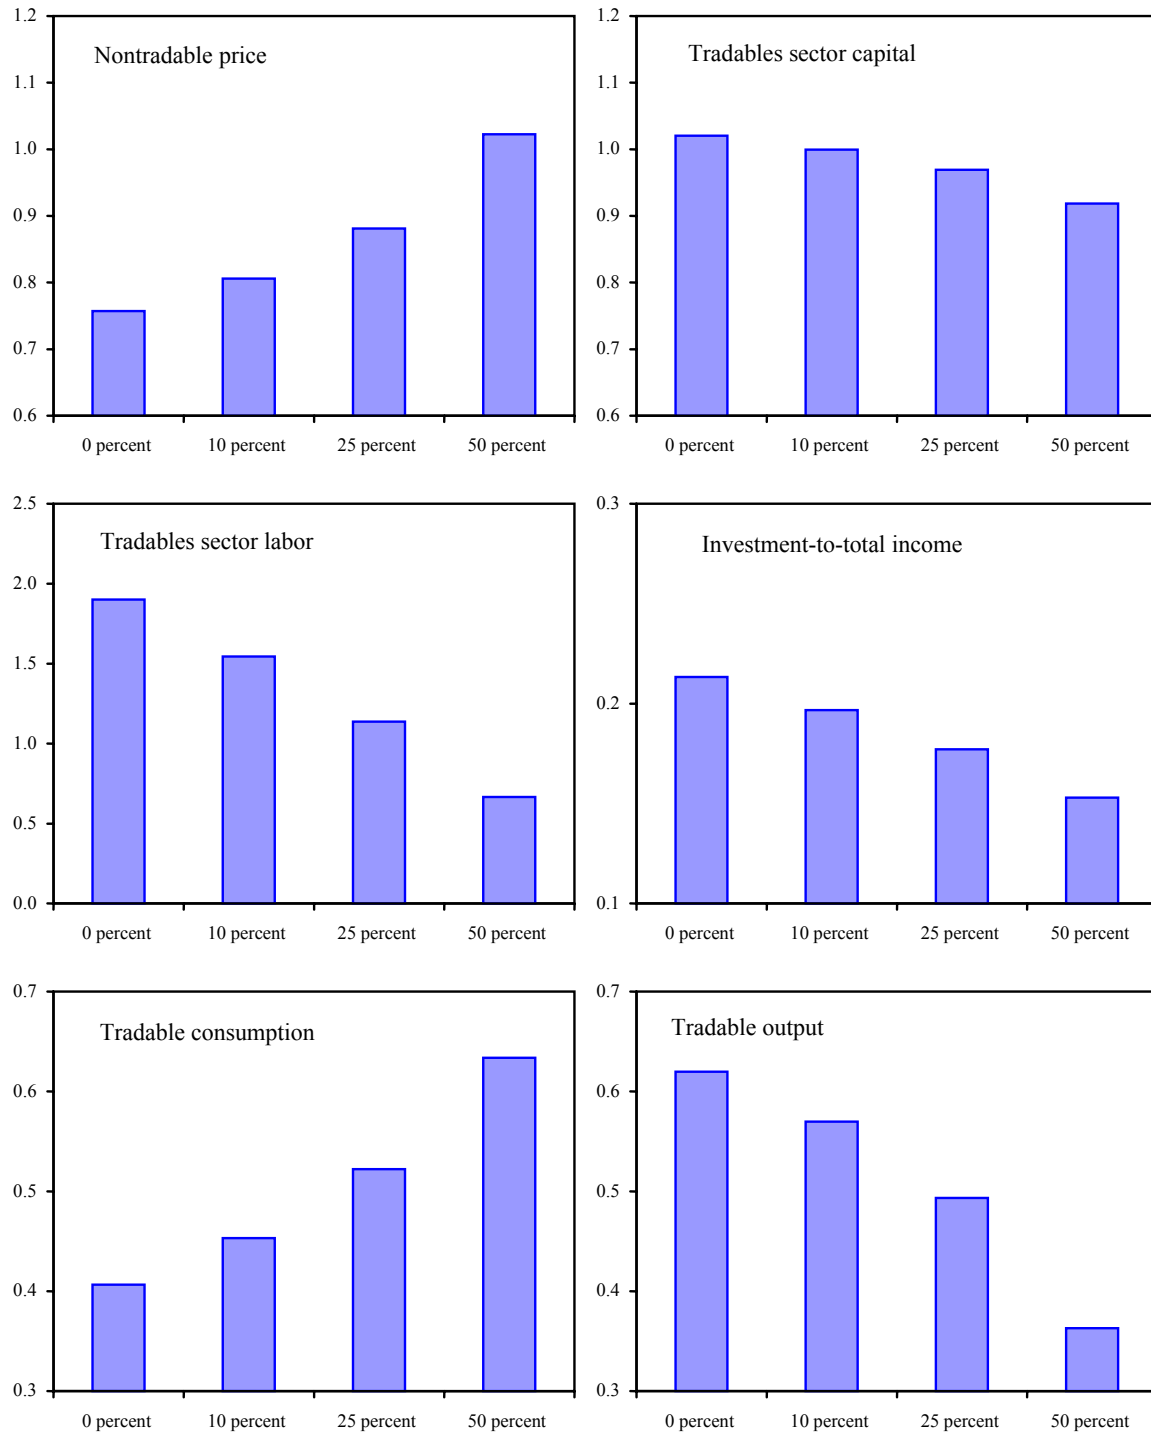 Nontradable price
1.2
1.1
1.0
0.9
0.8
0.7
0.6
0 percent 10 percent 25 percent 50 percent
Tradables sector capital
1.2
1.1
1.0
0.9
0.8
0.7
0.6
0 percent 10 percent 25 percent 50 percent
Tradables sector labor
2.5
2.0
1.5
1.0
0.5
0.0
0 percent 10 percent 25 percent 50 percent
Investment-to-total income
0.3
0.2
0.1
0 percent 10 percent 25 percent 50 percent
Tradable consumption
0.7
0.6
0.5
0.4
0.3
0 percent 10 percent 25 percent 50 percent
Tradable output
0.7
0.6
0.5
0.4
0.3
0 percent 10 percent 25 percent 50 percent